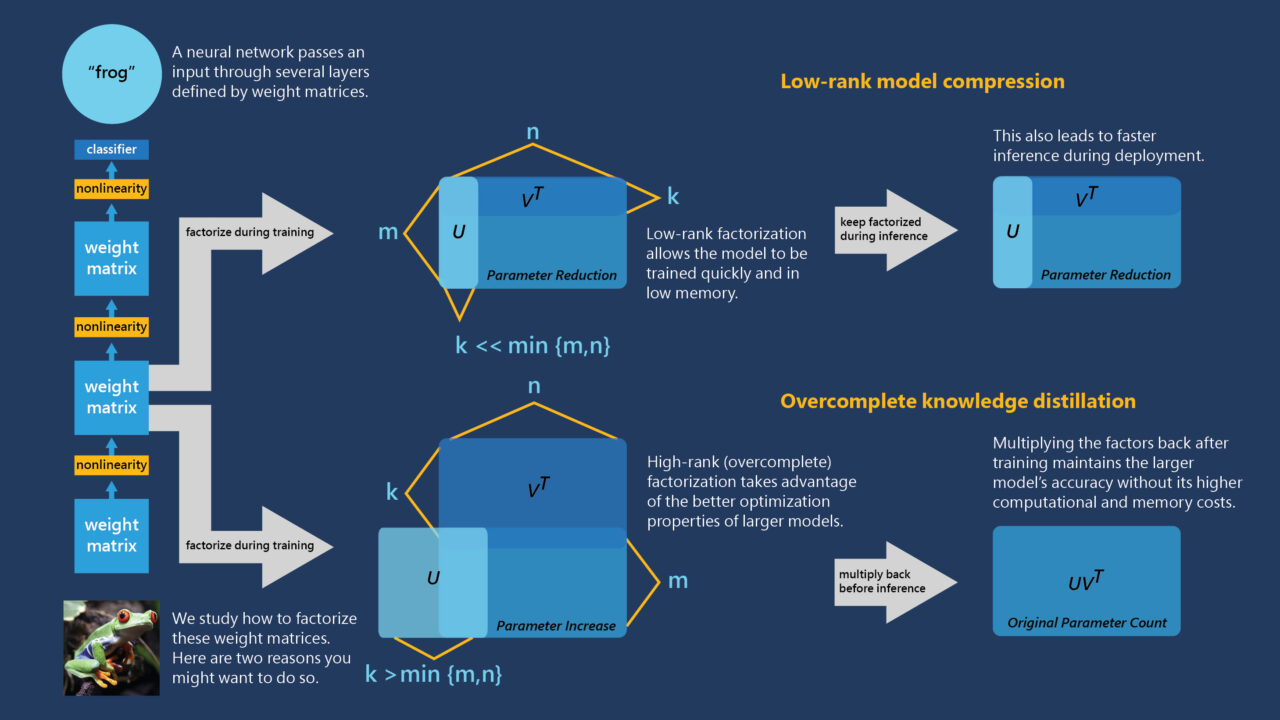 “frog”
A neural network passes an
input through several layers
defined by weight matrices.
classifier
nonlinearity
weight
matrix
nonlinearity
weight
matrix
nonlinearity
weight
matrix
We study how to factorize
these weight matrices.
Here are two reasons you
might want to do so.
factorize during training
factorize during training
Low-rank model compression
n
m
k
U
V^T
Parameter Reduction
k << min {m,n}
Low-rank factorization
allows the model to be
trained quickly and in
low memory.
keep factorized
during inference
This also leads to faster
inference during deployment.
V^T
U
Parameter Reduction
Overcomplete knowledge distillation
n
k
V^T
U
m
Parameter Increase
k > min {m,n}
High-rank (overcomplete)
factorization takes advantage
of the better optimization
properties of larger models.
multiply back
before inference
Multiplying the factors back after
training maintains the larger
model’s accuracy without its higher
computational and memory costs.
UV^T
Original Parameter Count